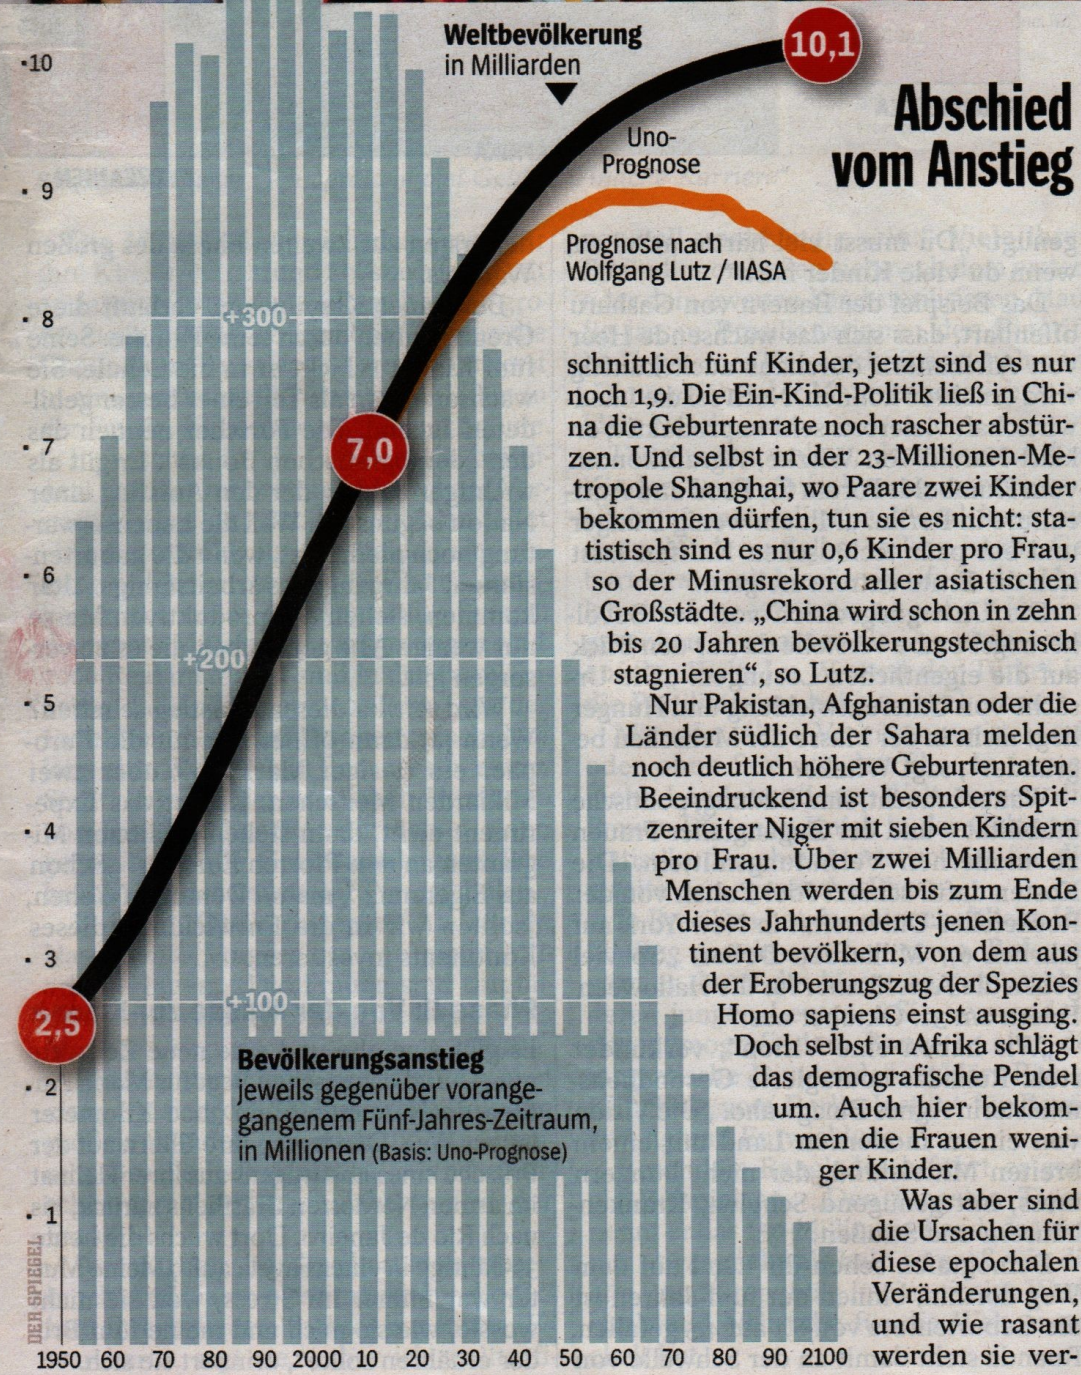 Weltbevölkerung
in Milliarden
10,1
Abschied
vom Anstieg
Uno-
Prognose
Prognose nach
Wolfgang Lutz / IIASA
10
9
8
7
6
5
4
3
2
1
+300
+200
+100
7,0
2,5
Bevölkerungsanstieg
jeweils gegenüber vorange-
gangenem Fünf-Jahres-Zeitraum,
in Millionen (Basis: Uno-Prognose)
DER SPIEGEL
1950 60 70 80 90 2000 10 20 30 40 50 60 70 80 90 2100
schnittlich fünf Kinder, jetzt sind es nur
noch 1,9. Die Ein-Kind-Politik ließ in Chi-
na die Geburtenrate noch rascher abstür-
zen. Und selbst in der 23-Millionen-Me-
tropole Shanghai, wo Paare zwei Kinder
bekommen dürfen, tun sie es nicht: sta-
tistisch sind es nur 0,6 Kinder pro Frau,
so der Minusrekord aller asiatischen
Großstädte. „China wird schon in zehn
bis 20 Jahren bevölkerungstechnisch
stagnieren“, so Lutz.
Nur Pakistan, Afghanistan oder die
Länder südlich der Sahara melden
noch deutlich höhere Geburtenraten.
Beeindruckend ist besonders Spit-
zenreiter Niger mit sieben Kindern
pro Frau. Über zwei Milliarden
Menschen werden bis zum Ende
dieses Jahrhunderts jenen Kon-
tinent bevölkern, von dem aus
der Eroberungszug der Spezies
Homo sapiens einst ausging.
Doch selbst in Afrika schlägt
das demografische Pendel
um. Auch hier bekom-
men die Frauen weni-
ger Kinder.
Was aber sind
die Ursachen für
diese epochalen
Veränderungen,
und wie rasant
werden sie ver-